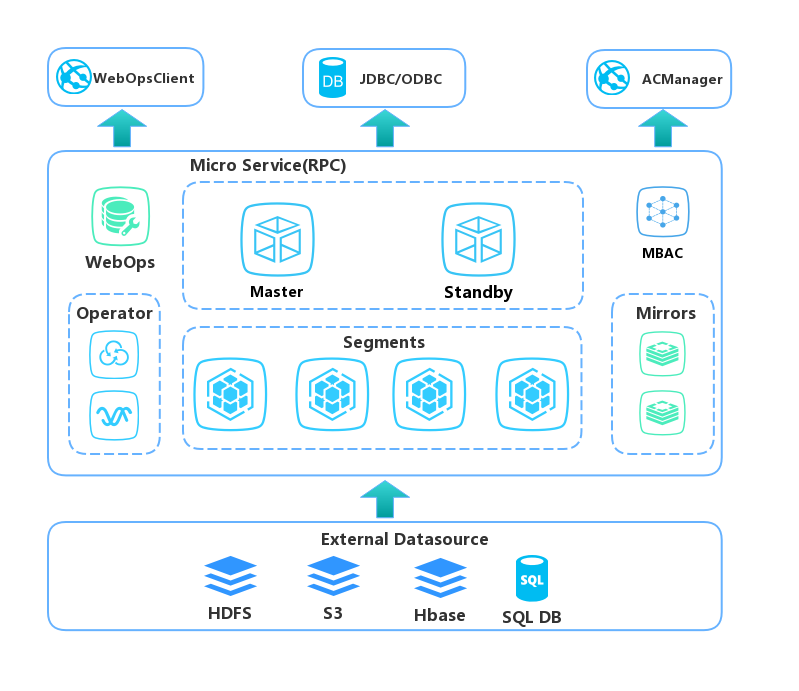 WebOpsClient
DB
JDBC/ODBC
ACManager
Micro Service(RPC)
WebOps
Master
Standby
MBAC
Operator
Segments
Mirrors
External Datasource
HDFS
S3
Hbase
SQL
SQL DB